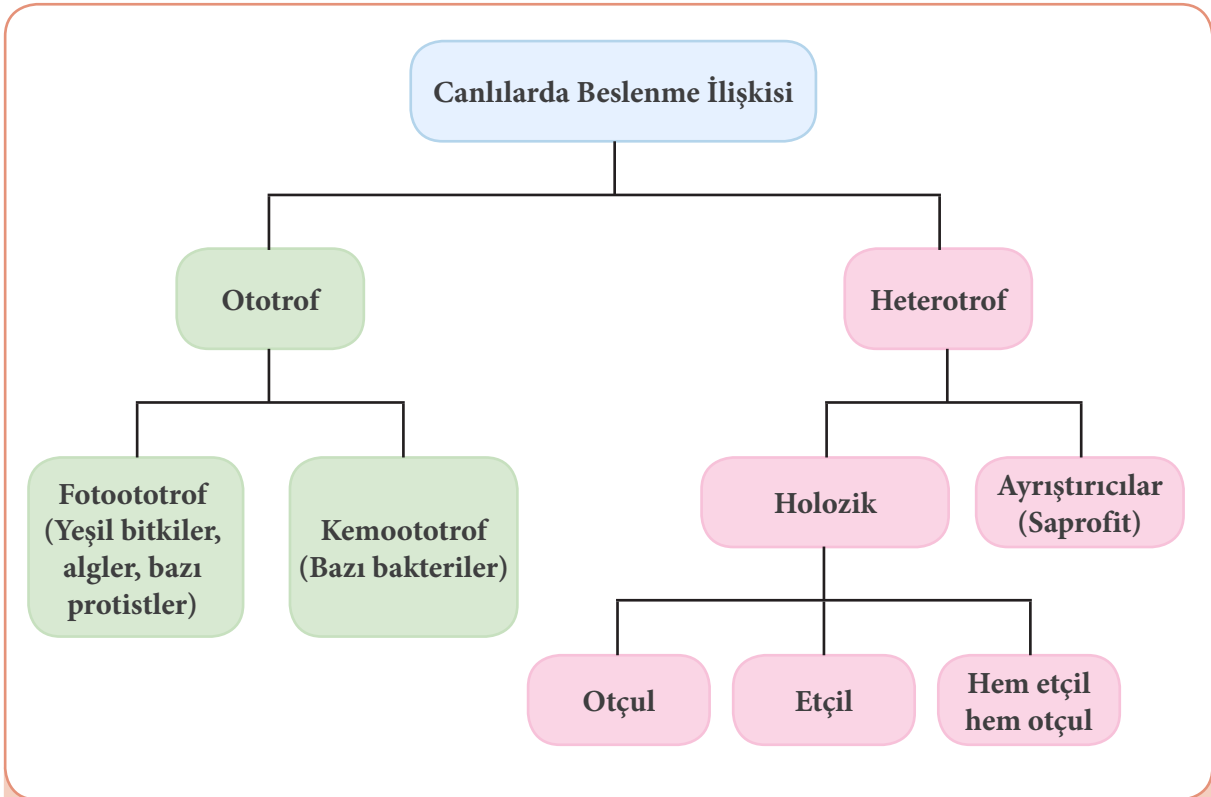 Canlılarda Beslenme İlişkisi
Ototrof
Heterotrof
Fotoototrof
(Yeşil bitkiler,
algler, bazı
protistler)
Kemoototrof
(Bazı bakteriler)
Holozik
Ayrıştırıcılar
(Saprofit)
Otçul
Etçil
Hem etçil
hem otçul